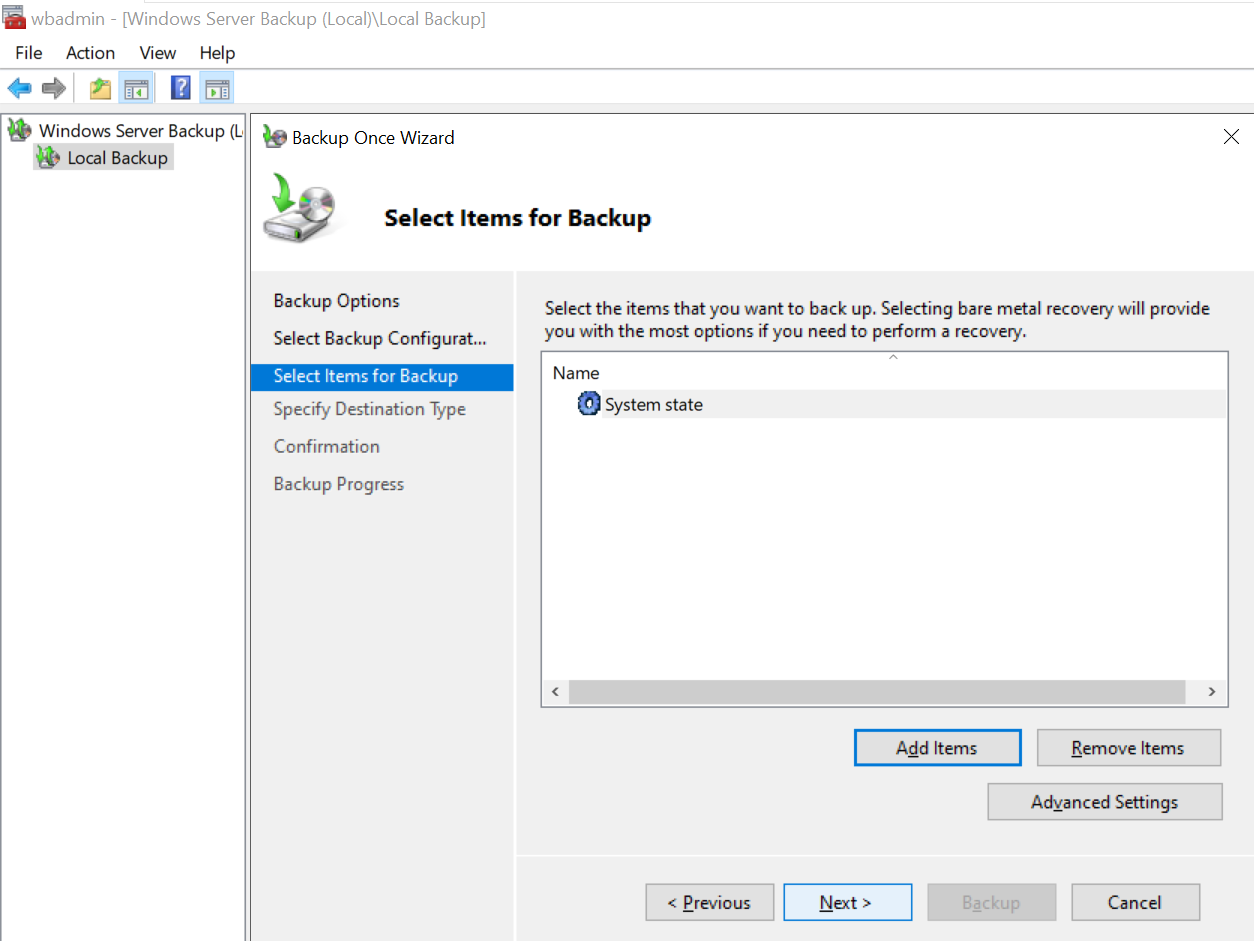 wbadmin - [Windows Server Backup (Local)\Local Backup]
File Action View Help
Windows Server Backup (L
Local Backup
Backup Once Wizard
Select Items for Backup
Backup Options
Select Backup Configurat...
Select Items for Backup
Specify Destination Type
Confirmation
Backup Progress
Select the items that you want to back up. Selecting bare metal recovery will provide
you with the most options if you need to perform a recovery.
Name
System state
Add Items Remove Items
Advanced Settings
< Previous Next > Backup Cancel